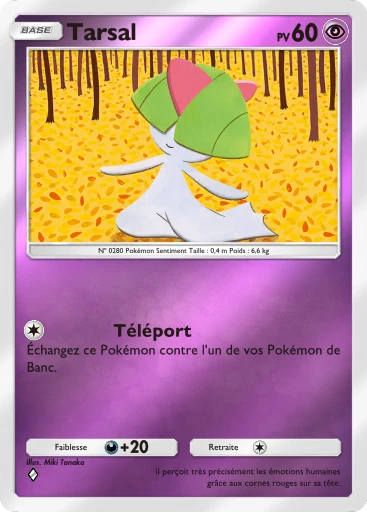 BASE Tarsal PV 60
N° 0280 Pokémon Sentiment Taille : 0,4 m Poids : 6,6 kg
Téléport
Échangez ce Pokémon contre l'un de vos Pokémon de
Banc.
Faiblesse +20 Retraite
Illus. Miki Tanaka
Il perçoit très précisément les émotions humaines
grâce aux cornes rouges sur sa tête.